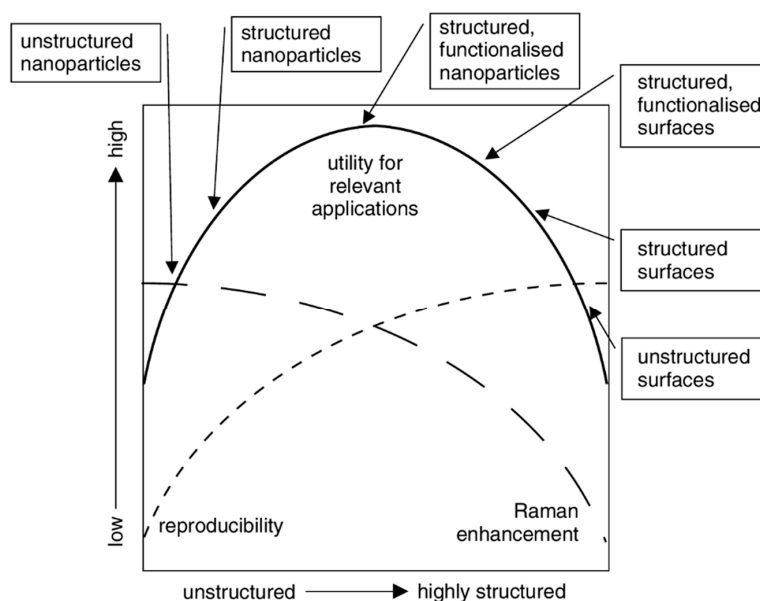 unstructured
nanoparticles
structured
nanoparticles
structured,
functionalised
nanoparticles
structured,
functionalised
surfaces
high
utility for
relevant
applications
structured
surfaces
unstructured
surfaces
low
reproducibility
Raman
enhancement
unstructured
highly structured